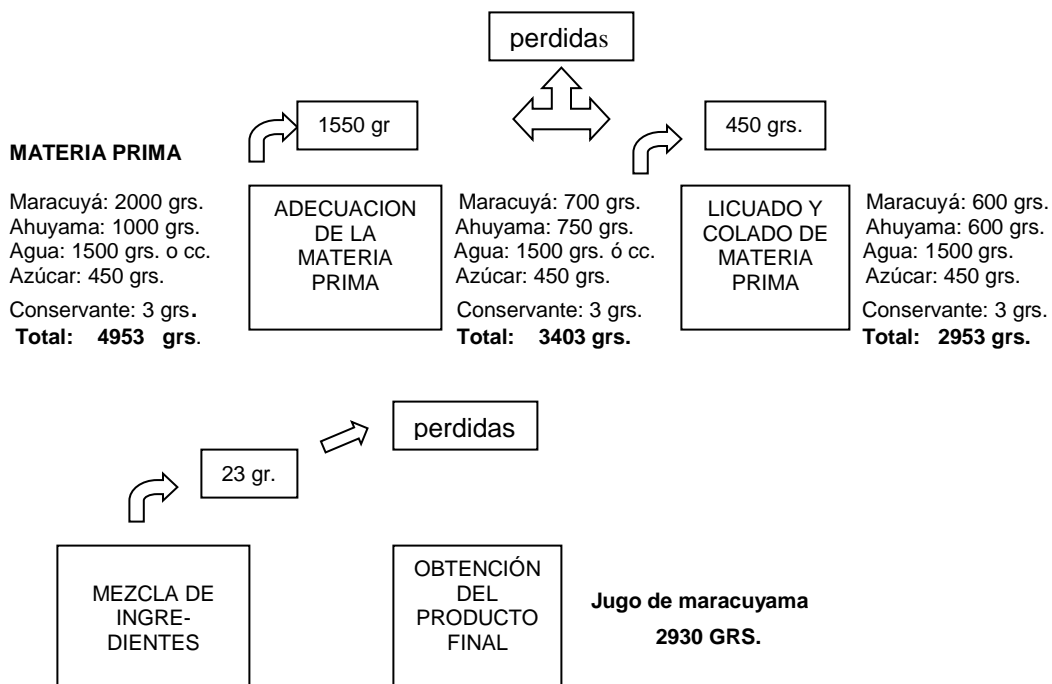 perdidas
1550 gr
450 grs.
MATERIA PRIMA
Maracuyá: 2000 grs.
Ahuyama: 1000 grs.
Agua: 1500 grs. o cc.
Azúcar: 450 grs.
Conservante: 3 grs.
Total: 4953 grs.
ADECUACION
DE LA
MATERIA
PRIMA
Maracuyá: 700 grs.
Ahuyama: 750 grs.
Agua: 1500 grs. ó cc.
Azúcar: 450 grs.
Conservante: 3 grs.
Total: 3403 grs.
LICUADO Y
COLADO DE
MATERIA
PRIMA
Maracuyá: 600 grs.
Ahuyama: 600 grs.
Agua: 1500 grs.
Azúcar: 450 grs.
Conservante: 3 grs.
Total: 2953 grs.
perdidas
23 gr.
MEZCLA DE
INGRE-
DIENTES
OBTENCIÓN
DEL
PRODUCTO
FINAL
Jugo de maracuyama
2930 GRS.